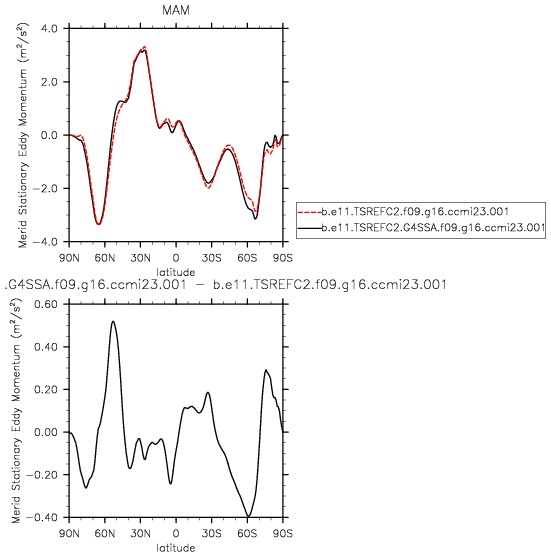 MAM
Merid Stationary Eddy Momentum (m²/s²)
4.0
2.0
0.0
-2.0
-4.0
90N 60N 30N 0 30S 60S 90S
latitude
b.e11.TSREFC2.f09.g16.ccmi23.001
b.e11.TSREFC2.G4SSA.f09.g16.ccmi23.001
.G4SSA.f09.g16.ccmi23.001 - b.e11.TSREFC2.f09.g16.ccmi23.001
Merid Stationary Eddy Momentum (m²/s²)
0.60
0.40
0.20
0.00
-0.20
-0.40
90N 60N 30N 0 30S 60S 90S
latitude